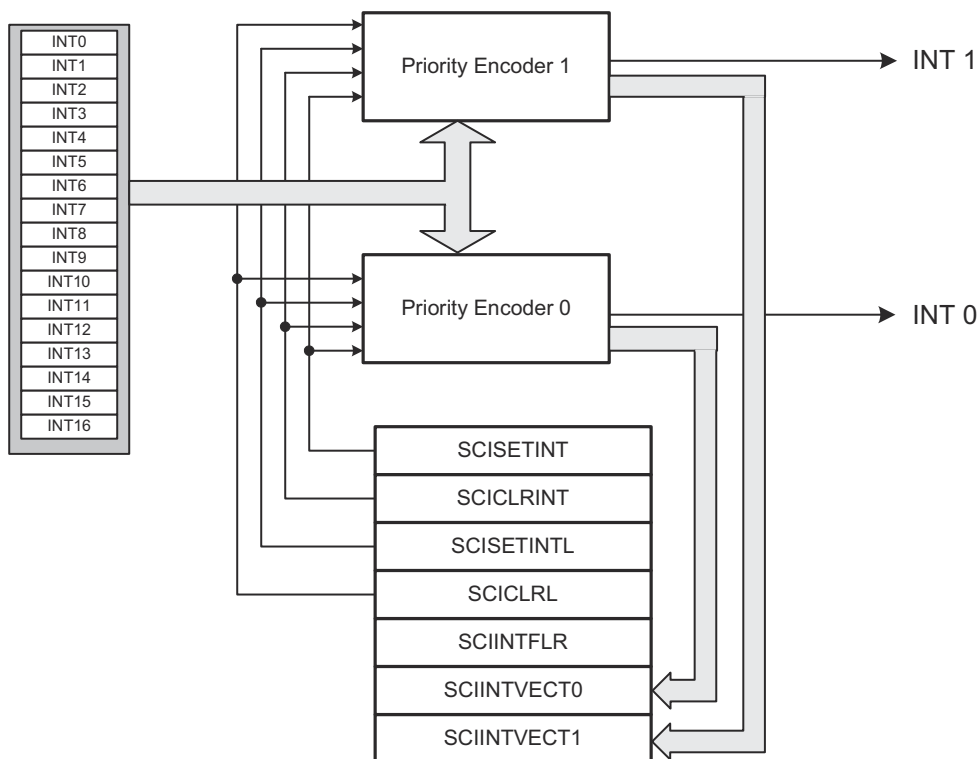 INT0
INT1
INT2
INT3
INT4
INT5
INT6
INT7
INT8
INT9
INT10
INT11
INT12
INT13
INT14
INT15
INT16
Priority Encoder 1
INT 1
Priority Encoder 0
INT 0
SCISETINT
SCICLRINT
SCISETINTL
SCICLRL
SCIINTFLR
SCIINTVECT0
SCIINTVECT1